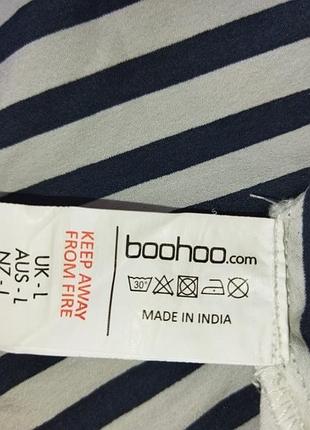 boohoo.com
30°
MADE IN INDIA
KEEP AWAY
FROM FIRE
UK - L
AUS - L
NZ - L